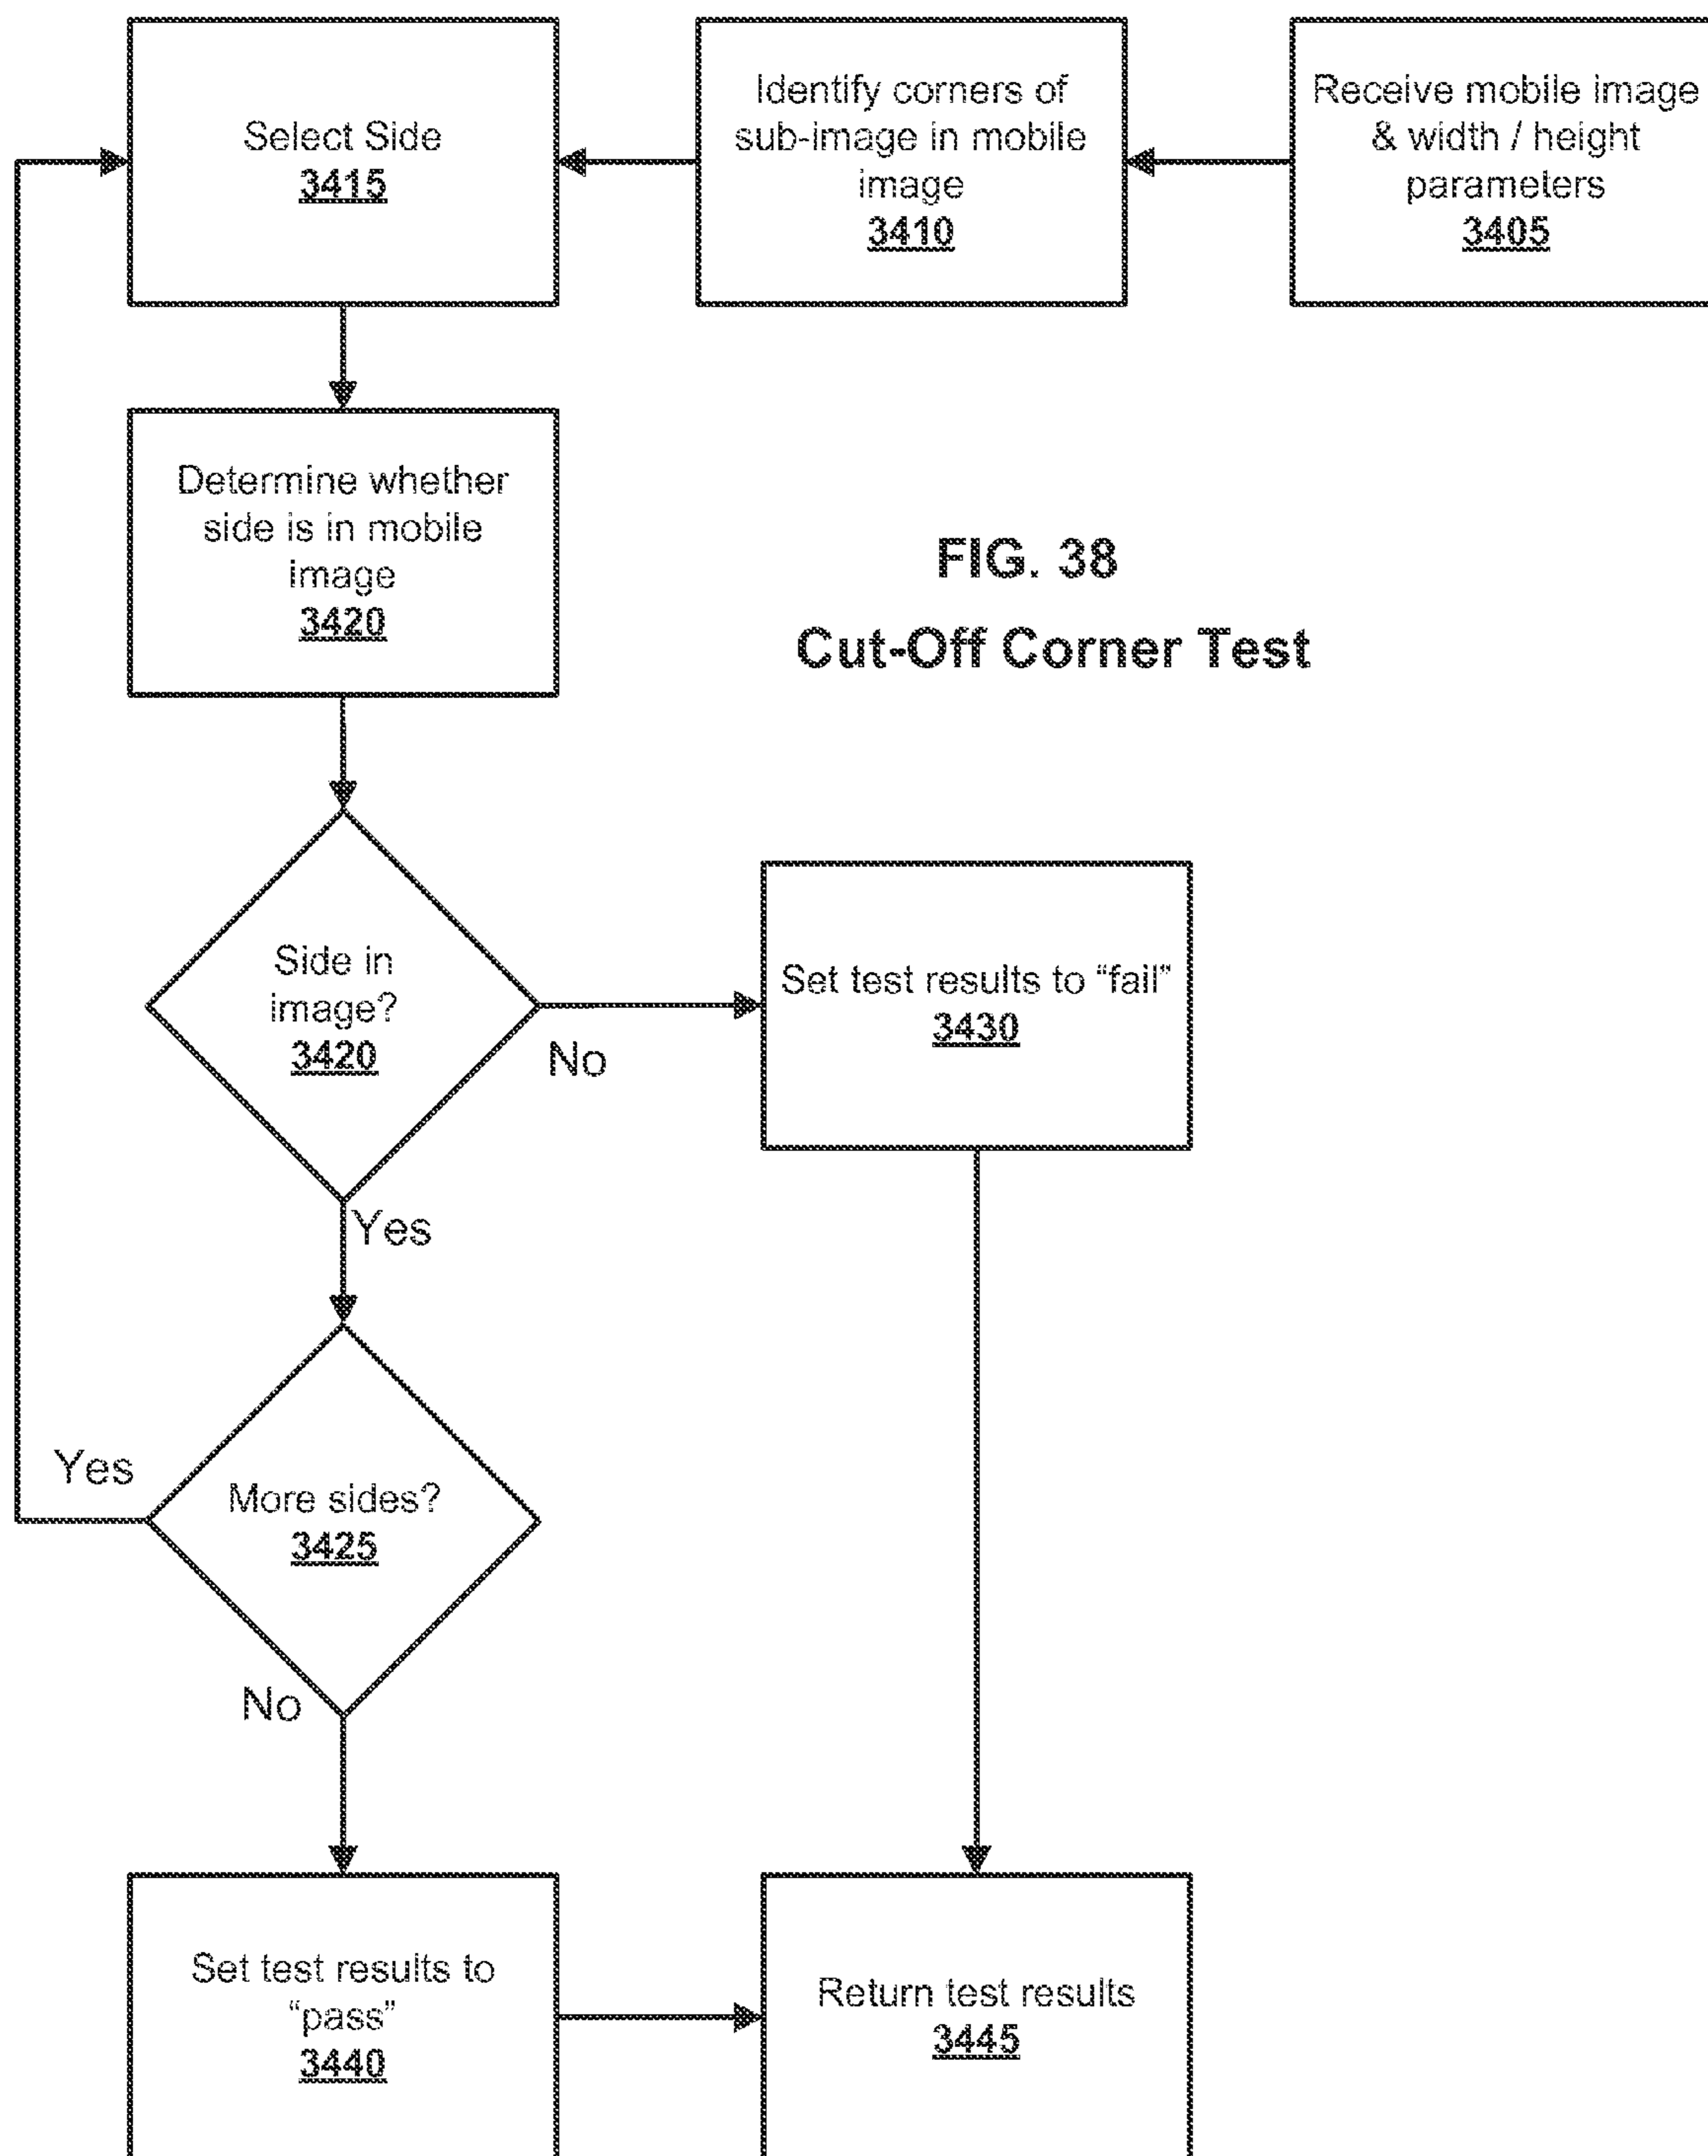 Select Side
3415
Identify corners of
sub-image in mobile
image
3410
Receive mobile image
& width / height
parameters
3405
Determine whether
side is in mobile
image
3420
FIG. 38
Cut-Off Corner Test
Side in
image?
3420
No
Set test results to "fail"
3430
Yes
Yes
More sides?
3425
No
Set test results to
"pass"
3440
Return test results
3445